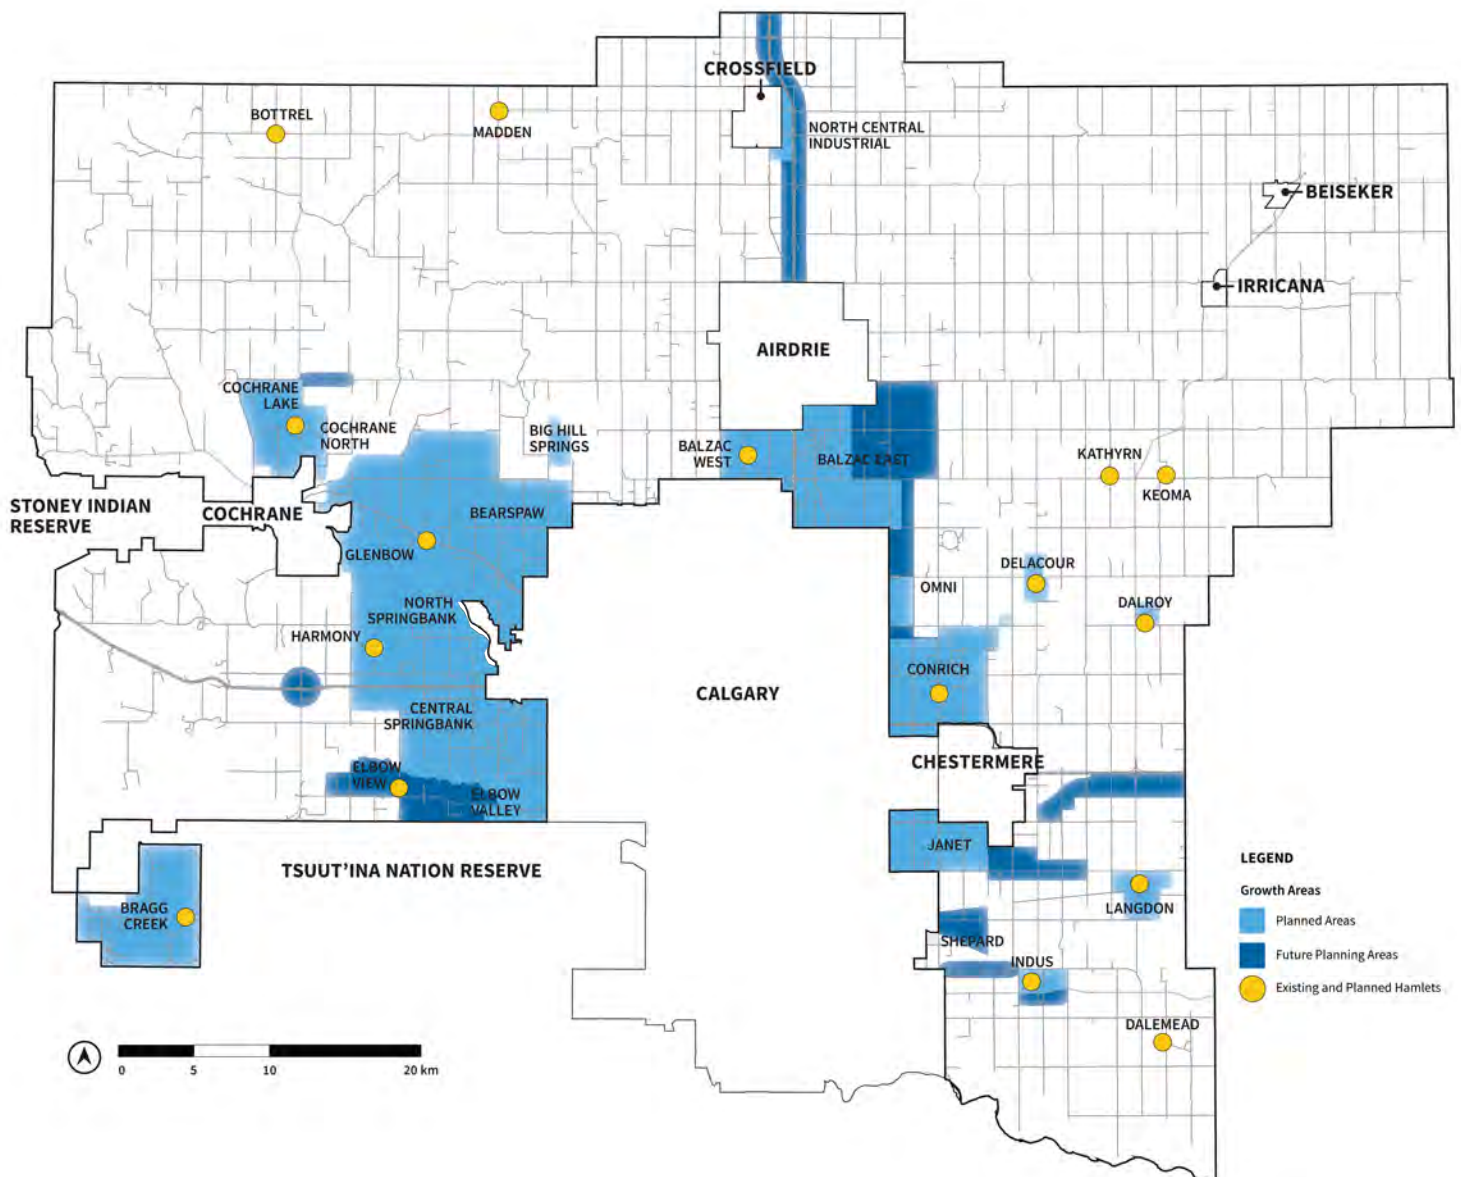 CROSSFIELD
BOTTREL
MADDEN
NORTH CENTRAL
INDUSTRIAL
BEISEKER
IRRICANA
AIRDRIE
COCHRANE
LAKE
COCHRANE
NORTH
BIG HILL
SPRINGS
BALZAC
WEST
BALZAC EAST
KATHYRN
KEOMA
STONEY INDIAN
RESERVE
COCHRANE
BEARSPAW
GLENBOW
DELACOUR
OMNI
DALROY
NORTH
SPRINGBANK
HARMONY
CONRICH
CALGARY
CENTRAL
SPRINGBANK
CHESTERMERE
ELBOW
VIEW
ELBOW
VALLEY
JANET
TSUUT’INA NATION RESERVE
BRAGG
CREEK
LANGDON
SHEPARD
INDUS
DALEMEAD
LEGEND
Growth Areas
Planned Areas
Future Planning Areas
Existing and Planned Hamlets
0 5 10 20 km